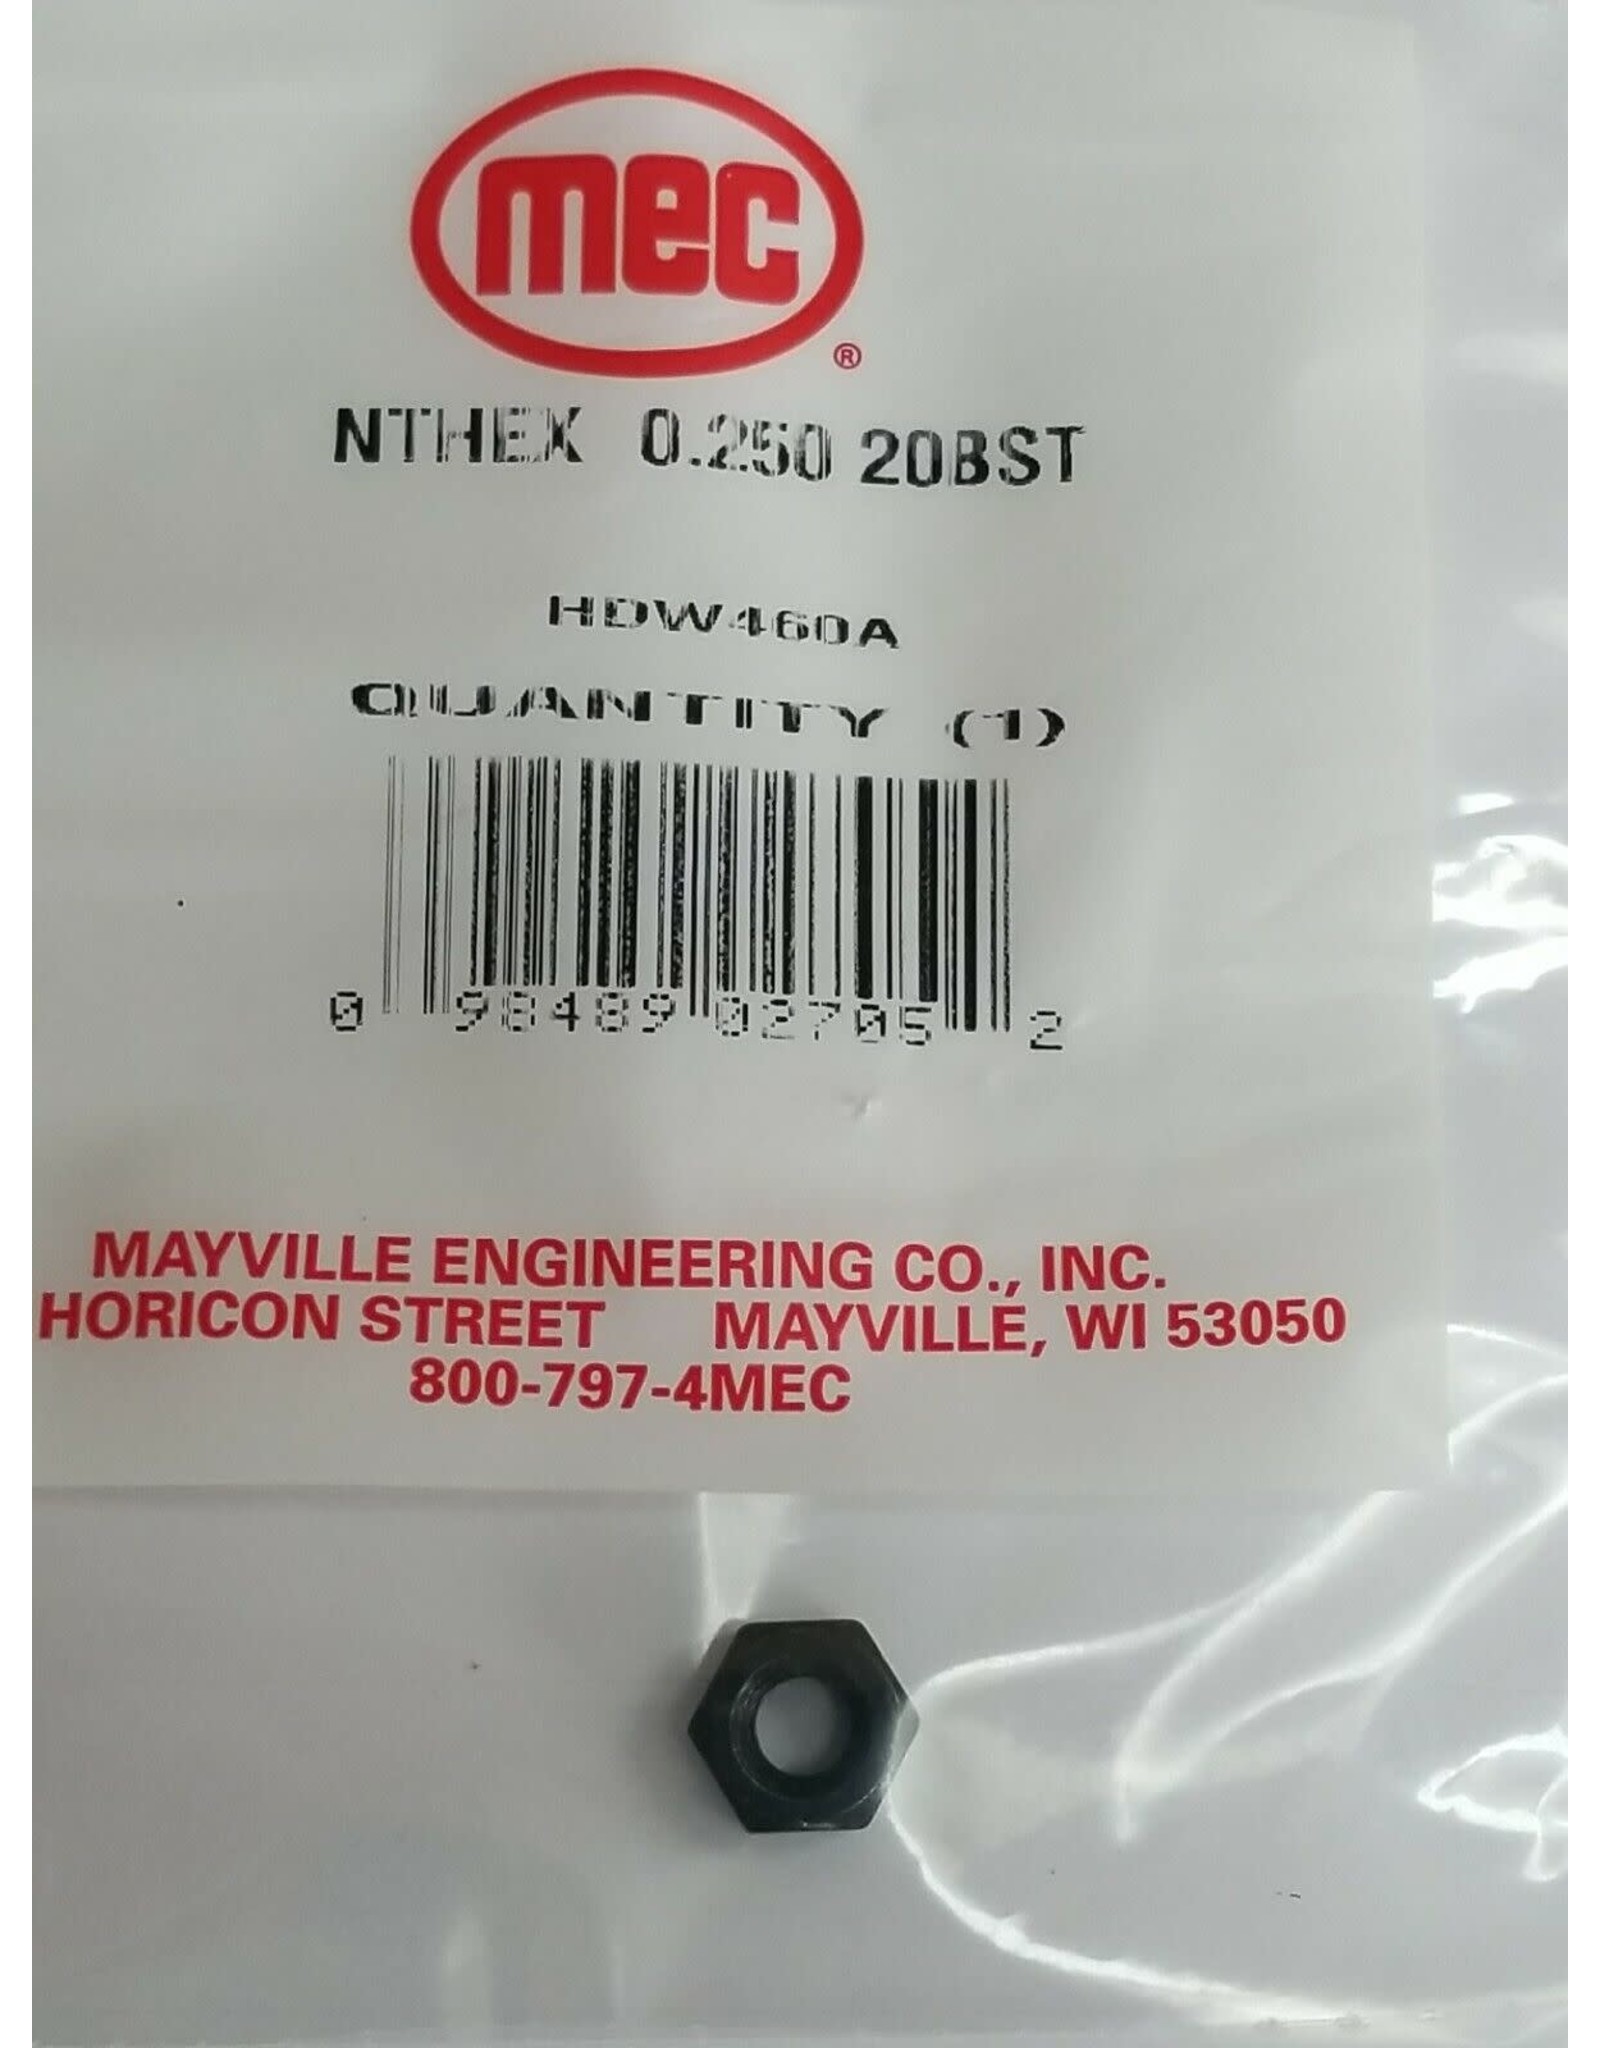 mec
®
NTHEX 0.250 20BST
HDW460A
QUANTITY (1)
0 98489 02705 2
MAYVILLE ENGINEERING CO., INC.
HORICON STREET MAYVILLE, WI 53050
800-797-4MEC